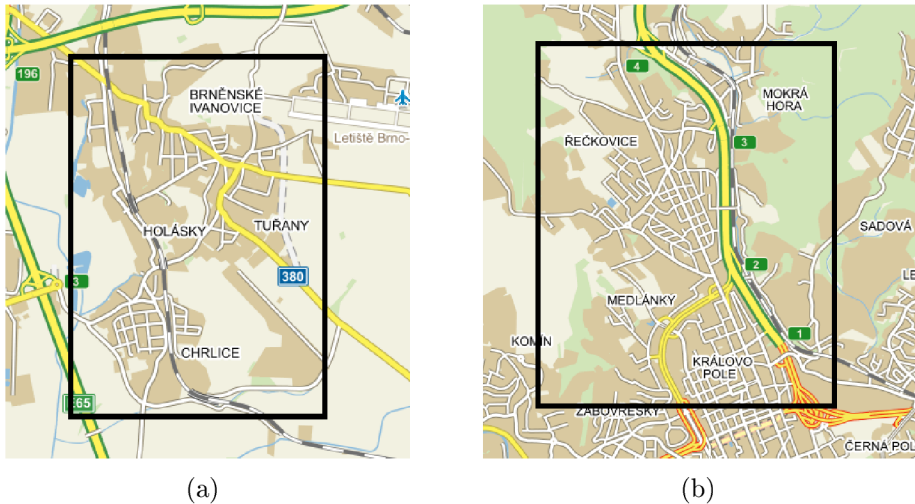 196
BRNĚNSKÉ
IVANOVICE
Letiště Brno-
HOLÁSKY
TUŘANY
380
3
CHRLICE
E65
(a)
4
MOKRÁ
HORA
3
ŘEČKOVICE
SADOVÁ
2
LE
MEDLÁNKY
1
KOMÍN
KRÁLOVO
POLE
ŽABOVŘESKY
ČERNÁ POL
(b)